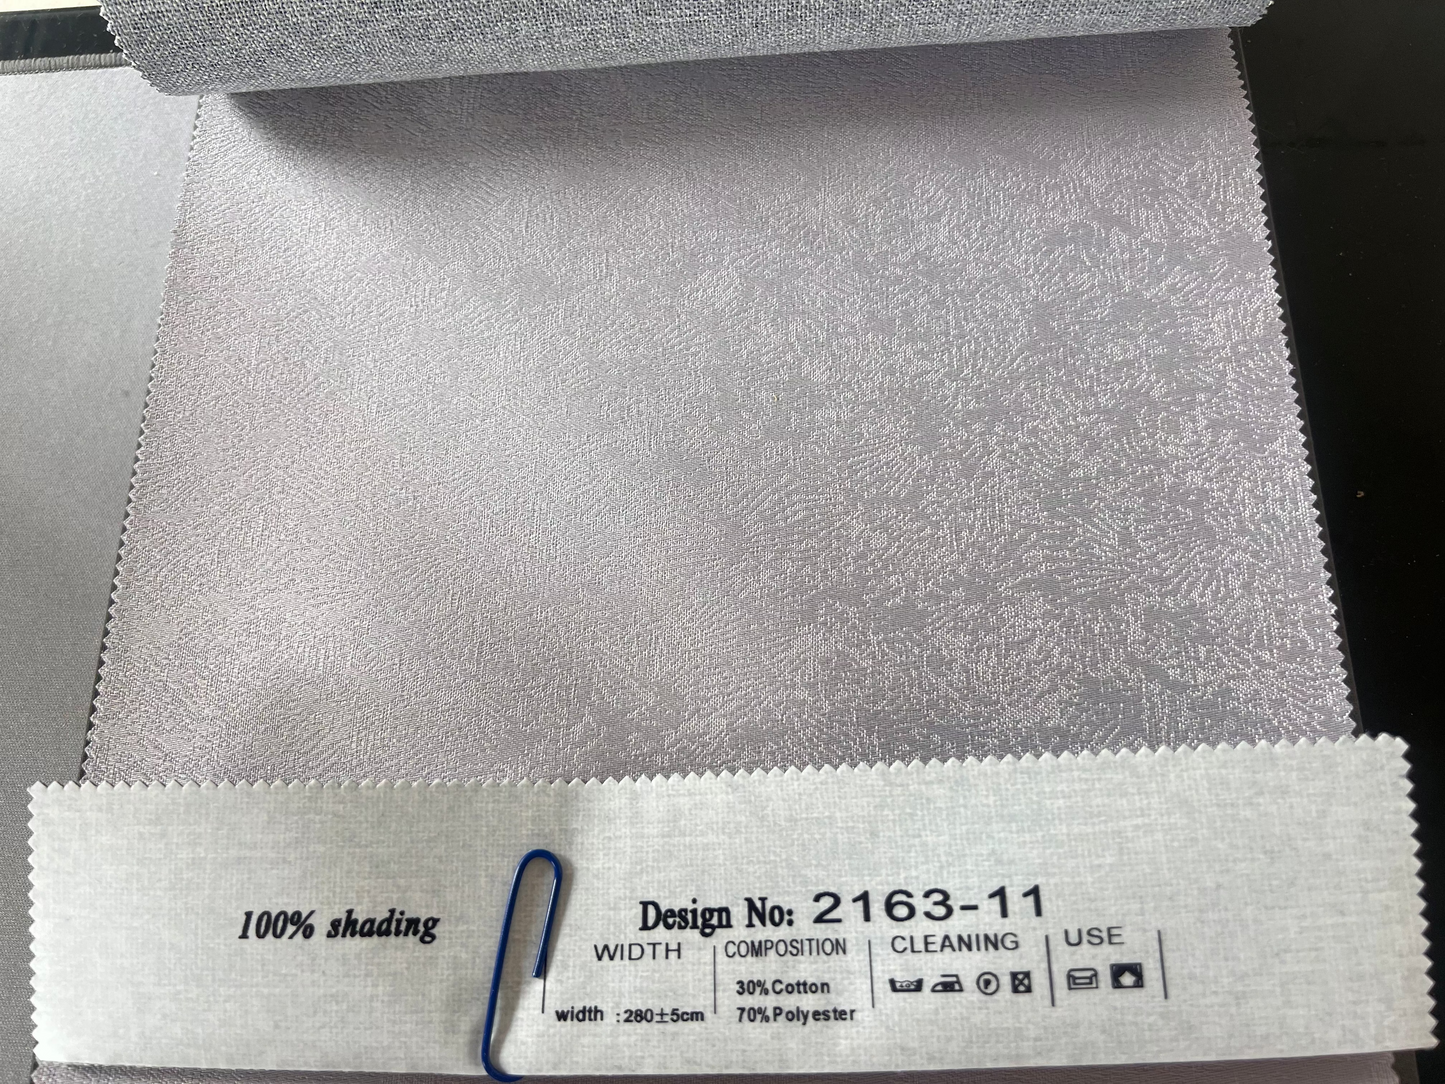 100% shading
Design No: 2163-11
WIDTH
width :280±5cm
COMPOSITION
30%Cotton
70%Polyester
CLEANING
USE